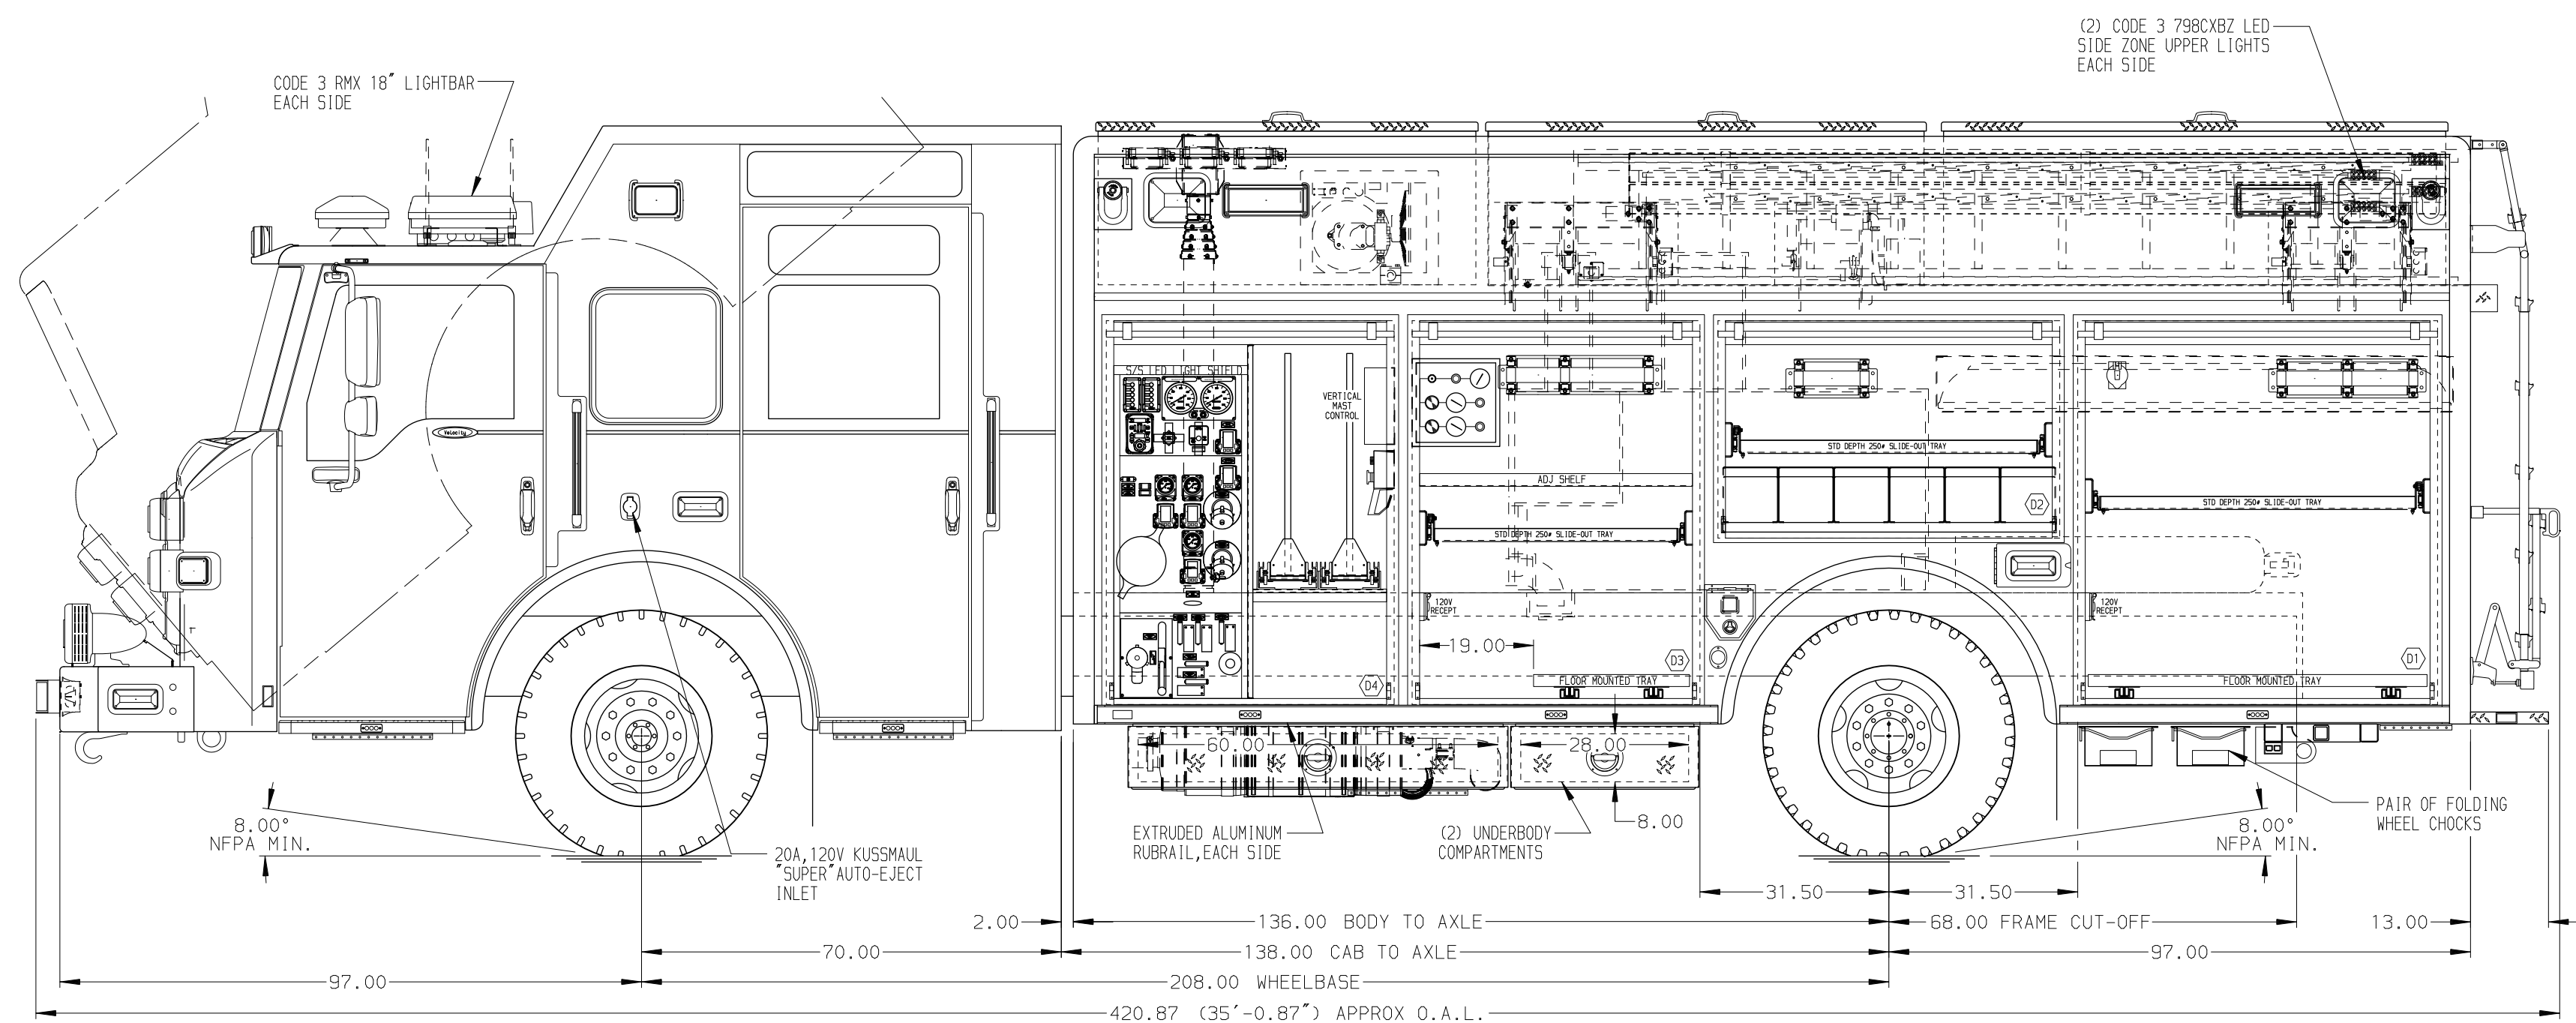 (2) CODE 3 798CXBZ LED
SIDE ZONE UPPER LIGHTS
EACH SIDE
CODE 3 RMX 18" LIGHTBAR
EACH SIDE
S/S LED LIGHT SHIELD
VERTICAL
MAST
CONTROL
Velocity
STD DEPTH 250# SLIDE-OUT TRAY
ADJ SHELF
D2
STD DEPTH 250# SLIDE-OUT TRAY
STD DEPTH 250# SLIDE-OUT TRAY
120V
RECEPT
120V
RECEPT
19.00
D3
D1
D4
FLOOR MOUNTED TRAY
FLOOR MOUNTED TRAY
60.00
28.00
8.00
8.00°
NFPA MIN.
EXTRUDED ALUMINUM
RUBRAIL,EACH SIDE
(2) UNDERBODY
COMPARTMENTS
PAIR OF FOLDING
WHEEL CHOCKS
8.00°
NFPA MIN.
20A,120V KUSSMAUL
"SUPER"AUTO-EJECT
INLET
31.50
31.50
2.00
136.00 BODY TO AXLE
68.00 FRAME CUT-OFF
13.00
70.00
138.00 CAB TO AXLE
97.00
97.00
208.00 WHEELBASE
420.87 (35'-0.87") APPROX O.A.L.